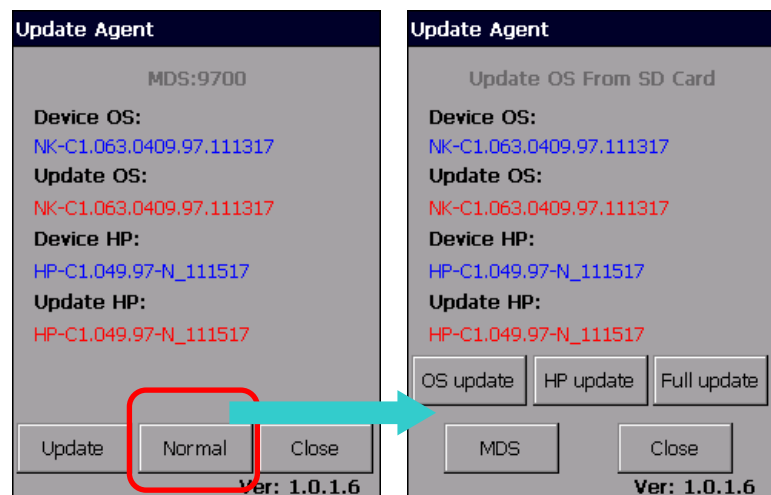 Update Agent
MDS:9700
Device OS:
NK-C1.063.0409.97.111317
Update OS:
NK-C1.063.0409.97.111317
Device HP:
HP-C1.049.97-N_111517
Update HP:
HP-C1.049.97-N_111517
Update Normal Close
Ver: 1.0.1.6
Update Agent
Update OS From SD Card
Device OS:
NK-C1.063.0409.97.111317
Update OS:
NK-C1.063.0409.97.111317
Device HP:
HP-C1.049.97-N_111517
Update HP:
HP-C1.049.97-N_111517
OS update HP update Full update
MDS Close
Ver: 1.0.1.6